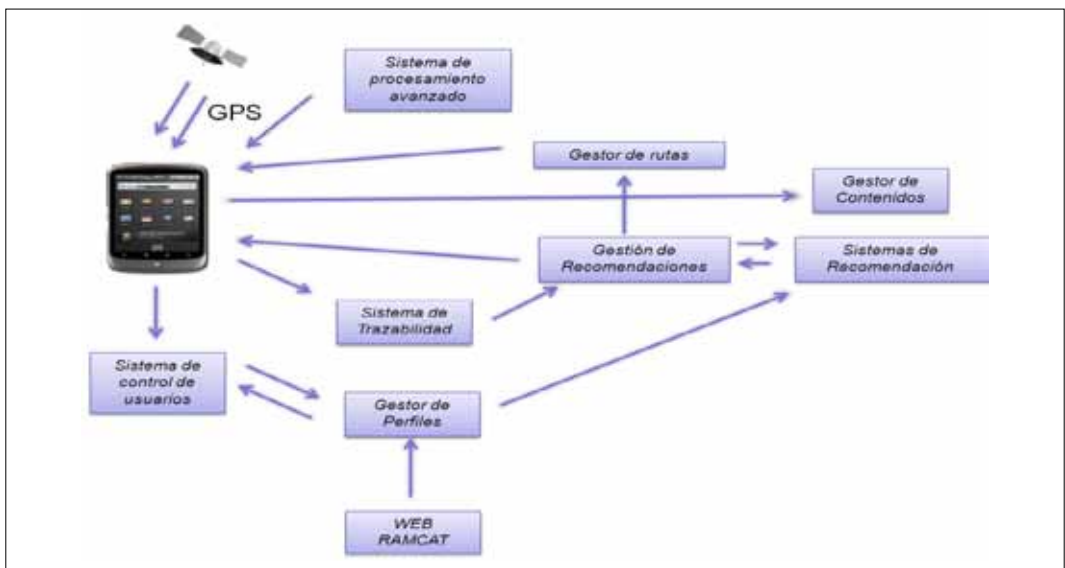 Sistema de
procesamiento
avanzado
GPS
Gestor de rutas
Gestor de
Contenidos
Gestión de
Recomendaciones
Sistemas de
Recomendación
Sistema de
Trazabilidad
Sistema de
control de
usuarios
Gestor de
Perfiles
WEB
RAMCAT